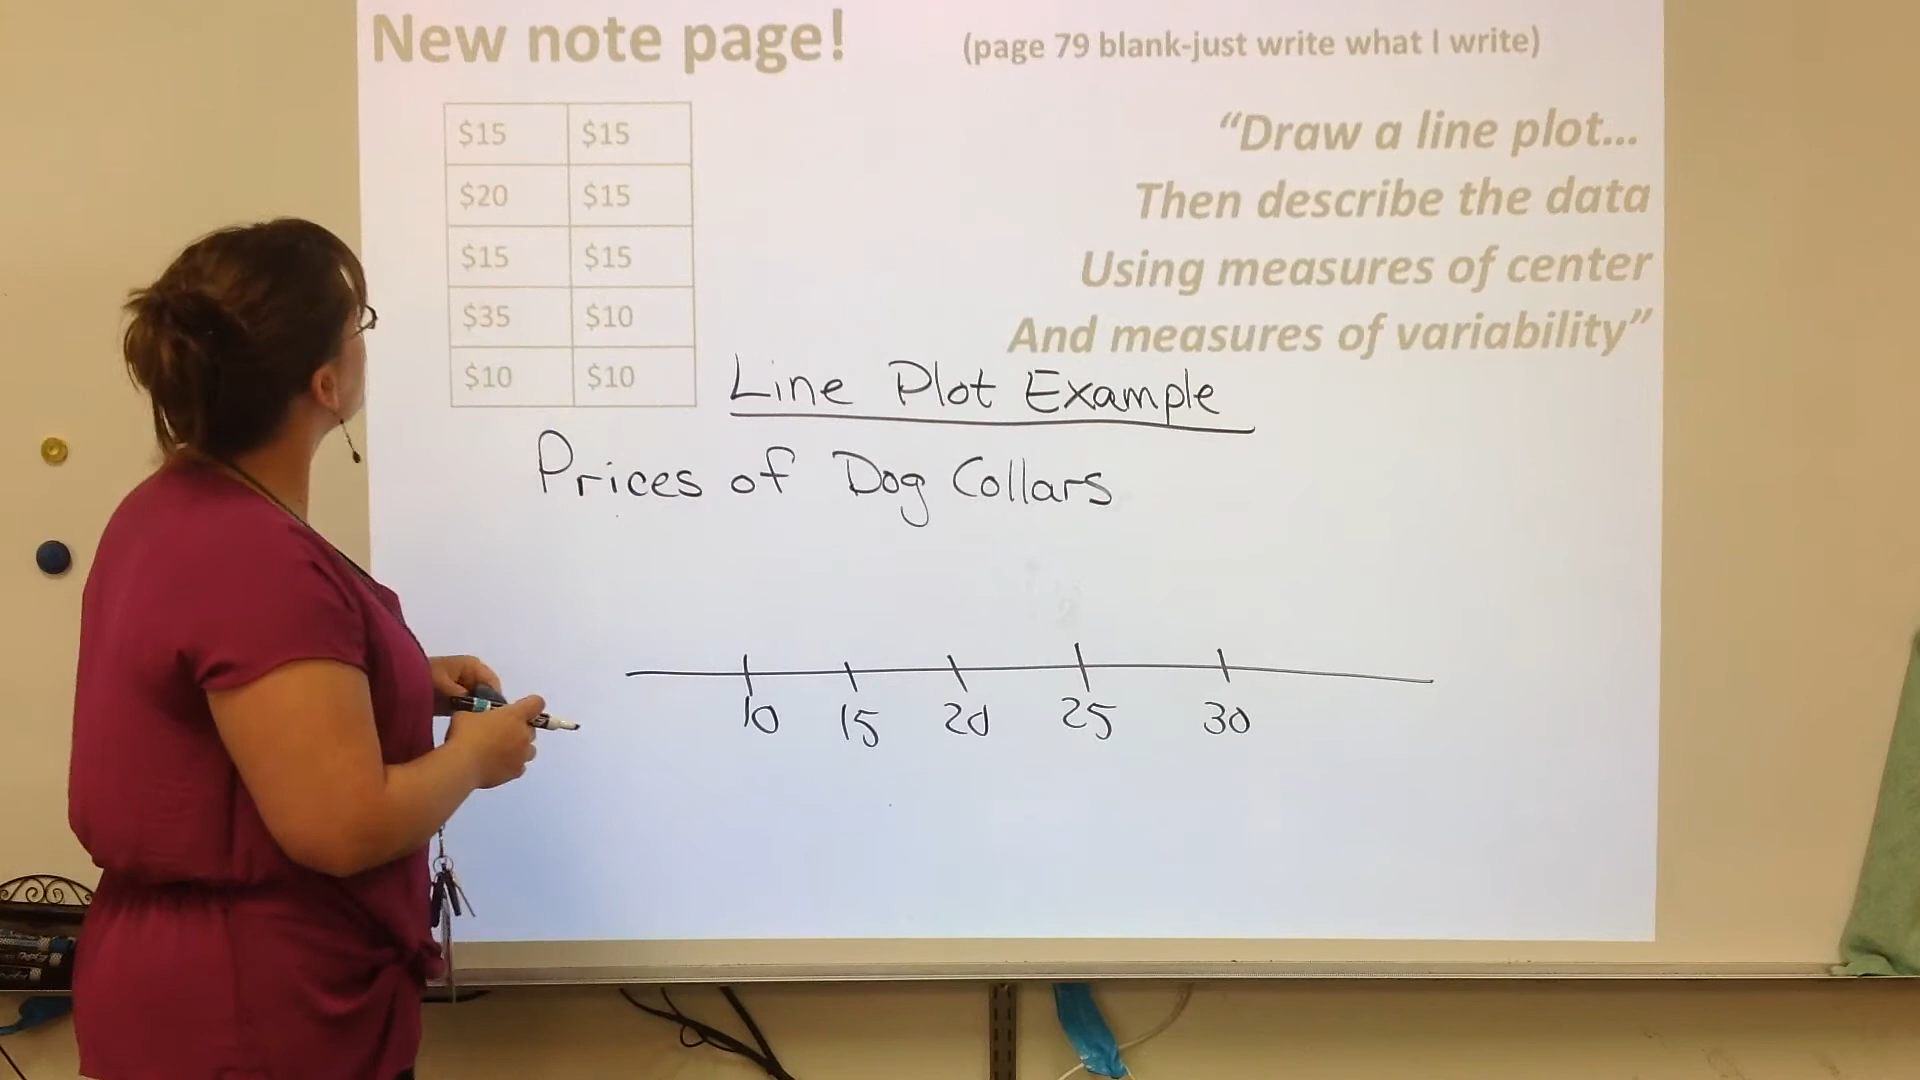 New note page!
(page 79 blank-just write what I write)
$15 $15
$20 $15
$15 $15
$35 $10
$10 $10
“Draw a line plot...
Then describe the data
Using measures of center
And measures of variability”
Line Plot Example
Prices of Dog Collars
10 15 20 25 30